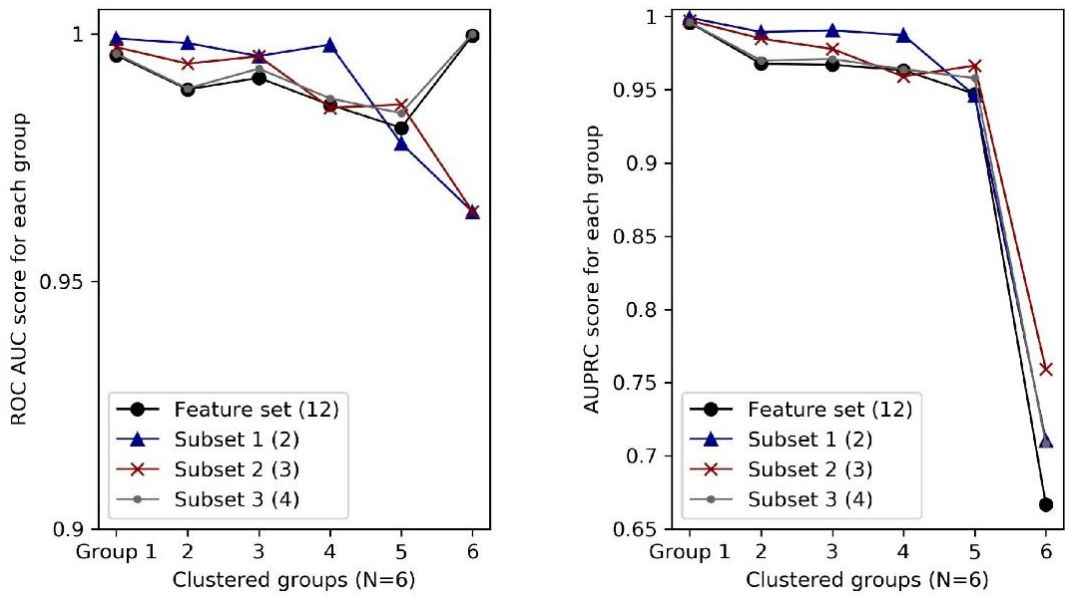 ROC AUC score for each group
1
0.95
0.9
Feature set (12)
Subset 1 (2)
Subset 2 (3)
Subset 3 (4)
Group 1 2 3 4 5 6
Clustered groups (N=6)
AUPRC score for each group
1
0.95
0.9
0.85
0.8
0.75
0.7
0.65
Feature set (12)
Subset 1 (2)
Subset 2 (3)
Subset 3 (4)
Group 1 2 3 4 5 6
Clustered groups (N=6)